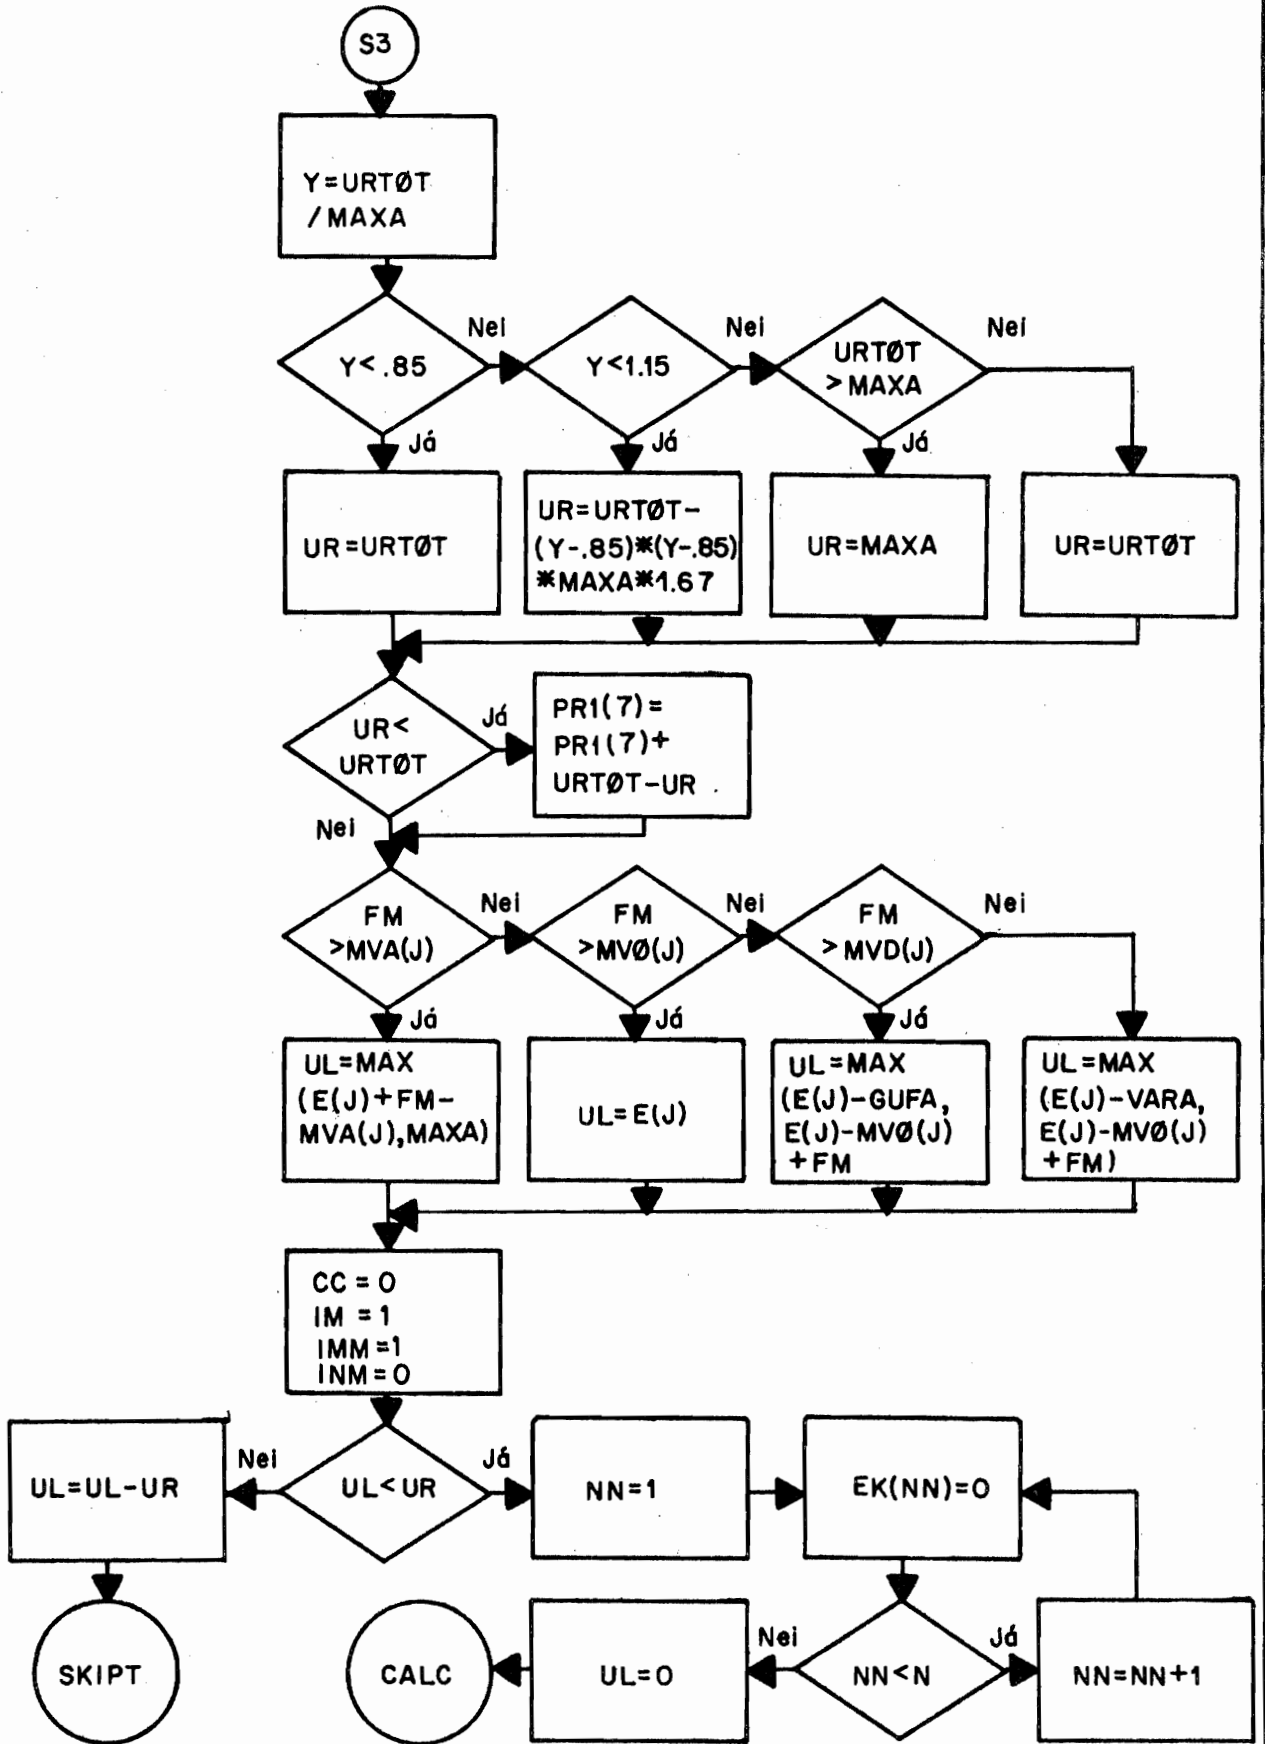 S3
Y=URTØT
/MAXA
Y<.85
Nei
Y<1.15
Nei
URTØT
>MAXA
Nei
Já
Já
Já
UR=URTØT
UR=URTØT-
(Y-.85)*(Y-.85)
*MAXA*1.67
UR=MAXA
UR=URTØT
UR<
URTØT
Já
PR1(7)=
PR1(7)+
URTØT-UR
Nei
FM
>MVA(J)
Nei
FM
>MVØ(J)
Nei
FM
>MVD(J)
Nei
Já
Já
Já
UL=MAX
(E(J)+FM-
MVA(J),MAXA)
UL=E(J)
UL=MAX
(E(J)-GUFA,
E(J)-MVØ(J)
+FM
UL=MAX
(E(J)-VARA,
E(J)-MVØ(J)
+FM)
CC=0
IM=1
IMM=1
INM=0
UL=UL-UR
Nei
UL<UR
Já
NN=1
EK(NN)=0
SKIPT
CALC
UL=0
Nei
NN<N
Já
NN=NN+1